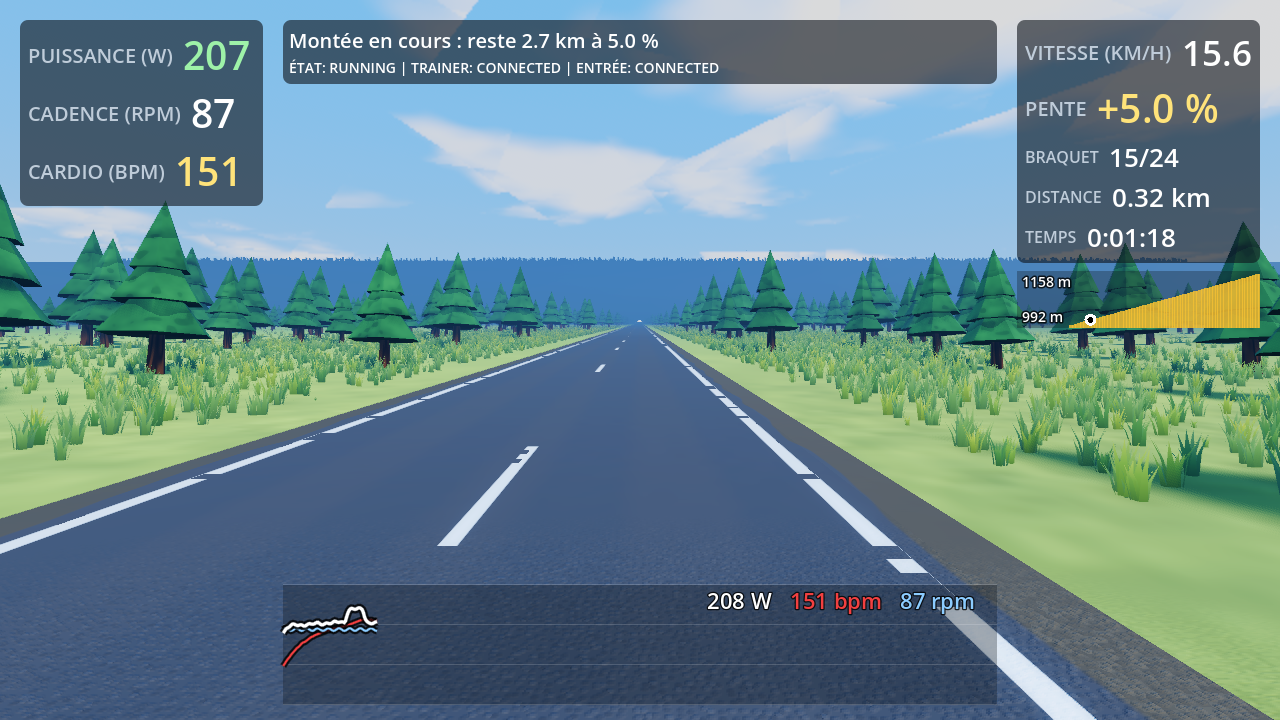 PUISSANCE (W) 207
CADENCE (RPM) 87
CARDIO (BPM) 151
Montée en cours : reste 2.7 km à 5.0 %
ÉTAT: RUNNING | TRAINER: CONNECTED | ENTRÉE: CONNECTED
VITESSE (KM/H) 15.6
PENTE +5.0 %
BRAQUET 15/24
DISTANCE 0.32 km
TEMPS 0:01:18
1158 m
992 m
208 W 151 bpm 87 rpm